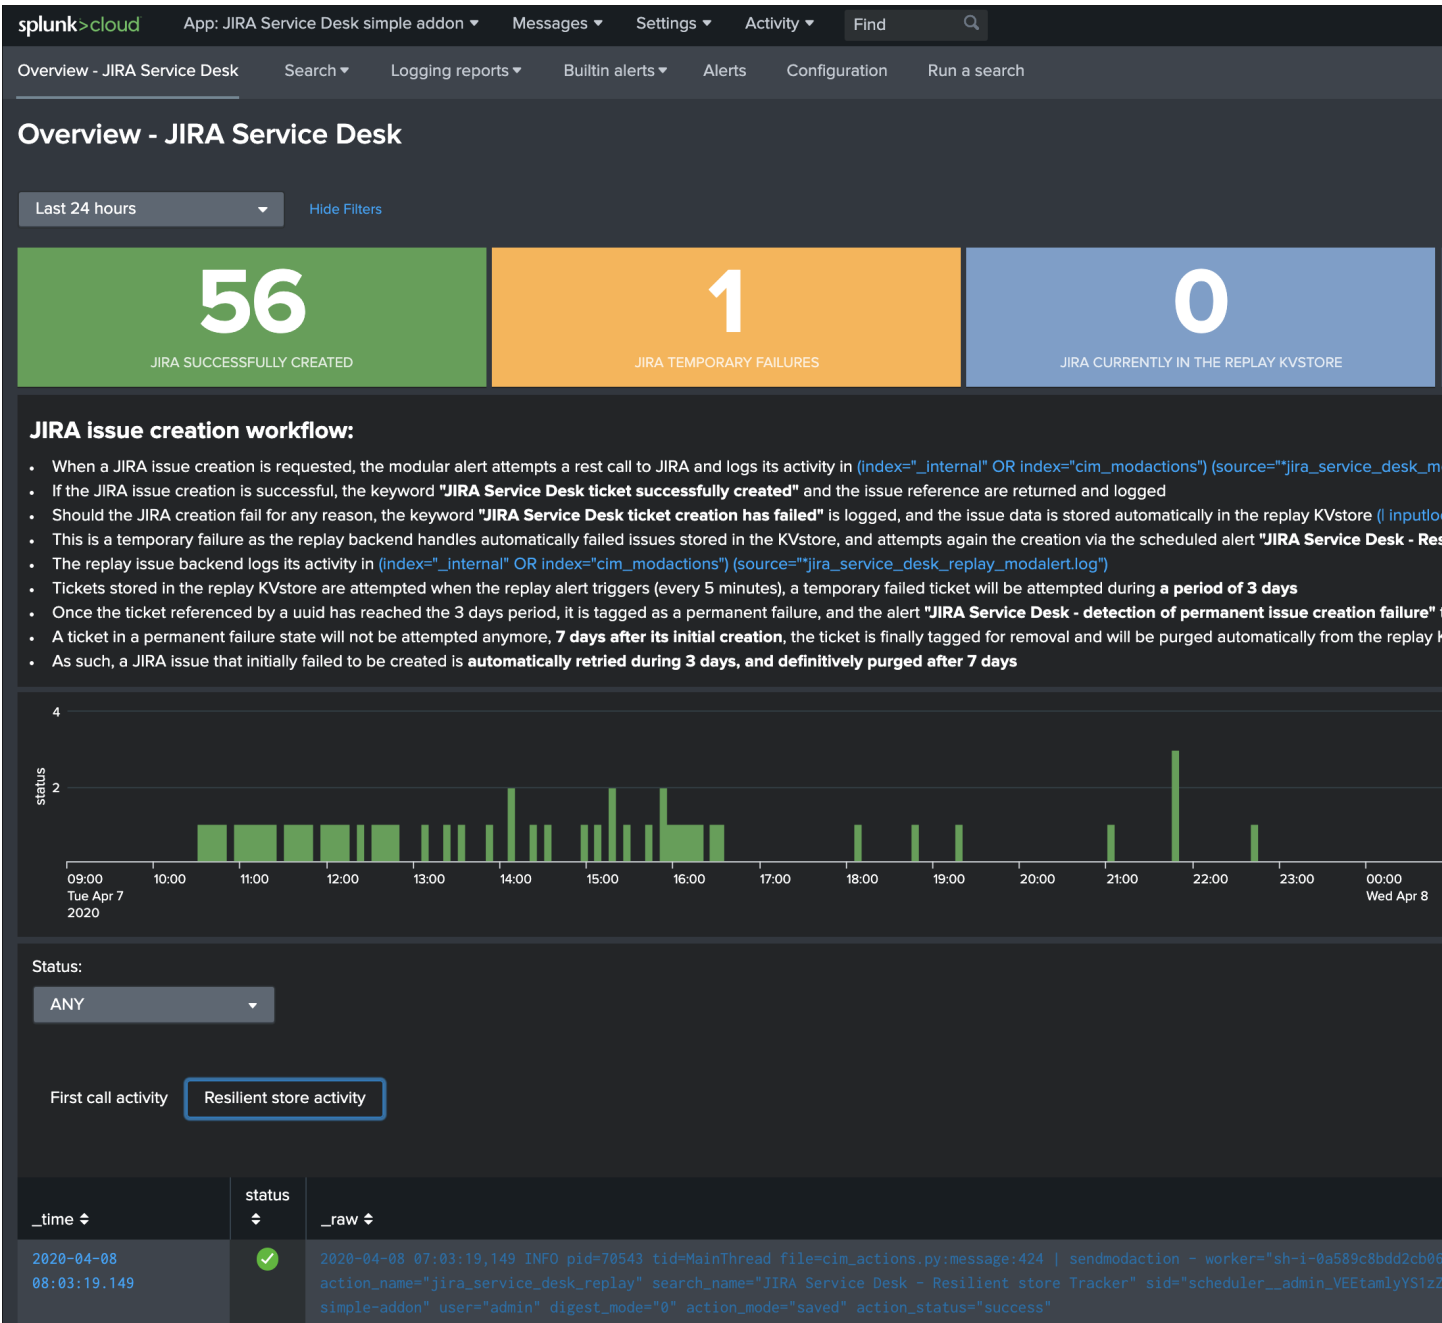 splunk>cloud App: JIRA Service Desk simple addon Messages Settings Activity Find
Overview - JIRA Service Desk Search Logging reports Builtin alerts Alerts Configuration Run a search
Overview - JIRA Service Desk
Last 24 hours Hide Filters
56 1 0
JIRA SUCCESSFULLY CREATED JIRA TEMPORARY FAILURES JIRA CURRENTLY IN THE REPLAY KVSTORE
JIRA issue creation workflow:
• When a JIRA issue creation is requested, the modular alert attempts a rest call to JIRA and logs its activity in (index="_internal" OR index="cim_modactions") (source="*jira_service_desk_m
• If the JIRA issue creation is successful, the keyword "JIRA Service Desk ticket successfully created" and the issue reference are returned and logged
• Should the JIRA creation fail for any reason, the keyword "JIRA Service Desk ticket creation has failed" is logged, and the issue data is stored automatically in the replay KVstore (| inputloo
• This is a temporary failure as the replay backend handles automatically failed issues stored in the KVstore, and attempts again the creation via the scheduled alert "JIRA Service Desk - Res
• The replay issue backend logs its activity in (index="_internal" OR index="cim_modactions") (source="*jira_service_desk_replay_modalert.log")
• Tickets stored in the replay KVstore are attempted when the replay alert triggers (every 5 minutes), a temporary failed ticket will be attempted during a period of 3 days
• Once the ticket referenced by a uuid has reached the 3 days period, it is tagged as a permanent failure, and the alert "JIRA Service Desk - detection of permanent issue creation failure"
• A ticket in a permanent failure state will not be attempted anymore, 7 days after its initial creation, the ticket is finally tagged for removal and will be purged automatically from the replay K
• As such, a JIRA issue that initially failed to be created is automatically retried during 3 days, and definitively purged after 7 days
4
status
2
09:00 10:00 11:00 12:00 13:00 14:00 15:00 16:00 17:00 18:00 19:00 20:00 21:00 22:00 23:00 00:00
Tue Apr 7 Wed Apr 8
2020
Status:
ANY
First call activity Resilient store activity
_time status _raw
2020-04-08 2020-04-08 07:03:19,149 INFO pid=70543 tid=MainThread file=cim_actions.py:message:424 | sendmodaction - worker="sh-i-0a589c8bdd2cb06
08:03:19.149 action_name="jira_service_desk_replay" search_name="JIRA Service Desk - Resilient store Tracker" sid="scheduler__admin_VEEtamlyYS1zZ
simple-addon" user="admin" digest_mode="0" action_mode="saved" action_status="success"